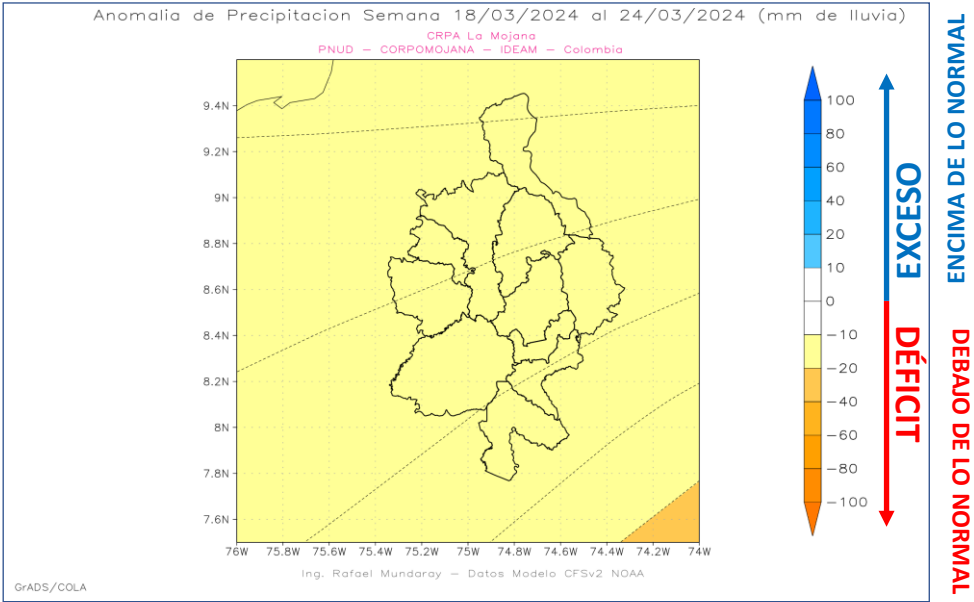 Anomalia de Precipitacion Semana 18/03/2024 al 24/03/2024 (mm de lluvia)
CRPA La Mojana
PNUD – CORPOMOJANA – IDEAM – Colombia
9.4N
9.2N
9N
8.8N
8.6N
8.4N
8.2N
8N
7.8N
7.6N
76W 75.8W 75.6W 75.4W 75.2W 75W 74.8W 74.6W 74.4W 74.2W 74W
100
80
60
40
20
10
0
−10
−20
−40
−60
−80
−100
EXCESO
DÉFICIT
ENCIMA DE LO NORMAL
DEBAJO DE LO NORMAL
Ing. Rafael Mundaray – Datos Modelo CFSv2 NOAA
GrADS/COLA